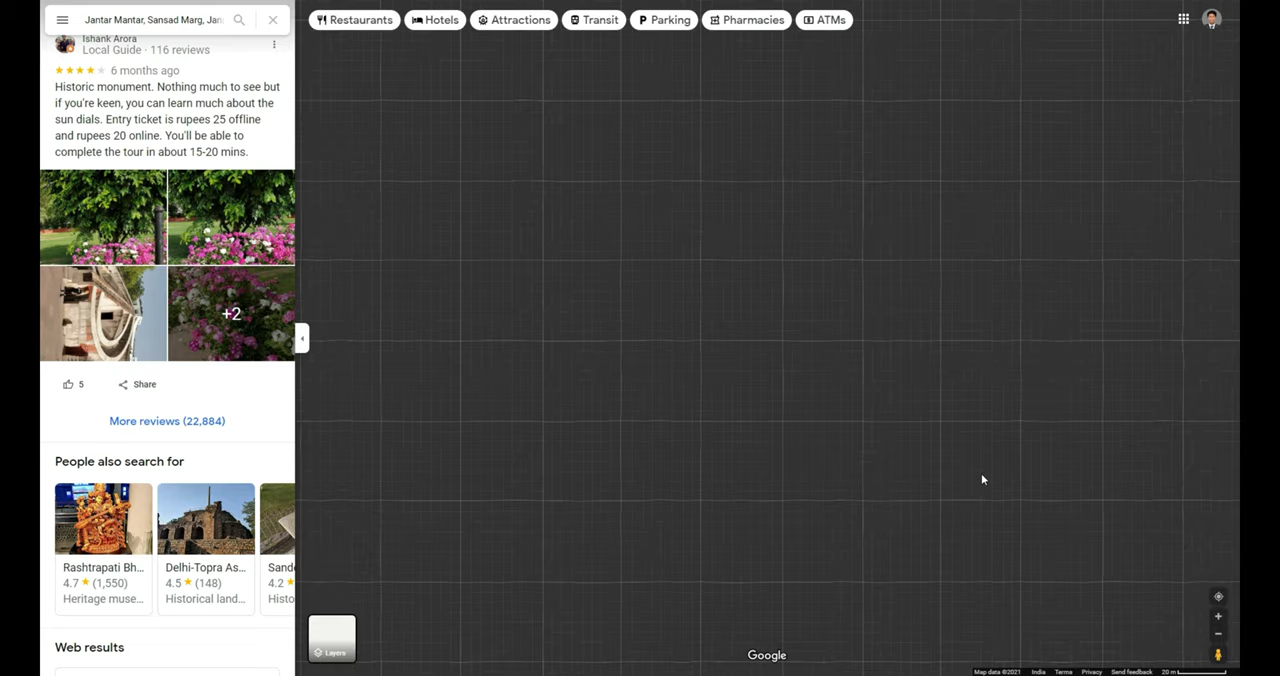 Jantar Mantar, Sansad Marg, Jan
Restaurants
Hotels
Attractions
Transit
Parking
Pharmacies
ATMs
Ishank Arora
Local Guide · 116 reviews
6 months ago
Historic monument. Nothing much to see but
if you're keen, you can learn much about the
sun dials. Entry ticket is rupees 25 offline
and rupees 20 online. You'll be able to
complete the tour in about 15-20 mins.
+2
5
Share
More reviews (22,884)
People also search for
Rashtrapati Bh...
4.7 ★ (1,550)
Heritage muse...
Delhi-Topra As...
4.5 ★ (148)
Historical land...
Sand
4.2 ★
Histo
Web results
Layers
Google
Map data ©2021
India
Terms
Privacy
Send feedback
20 m